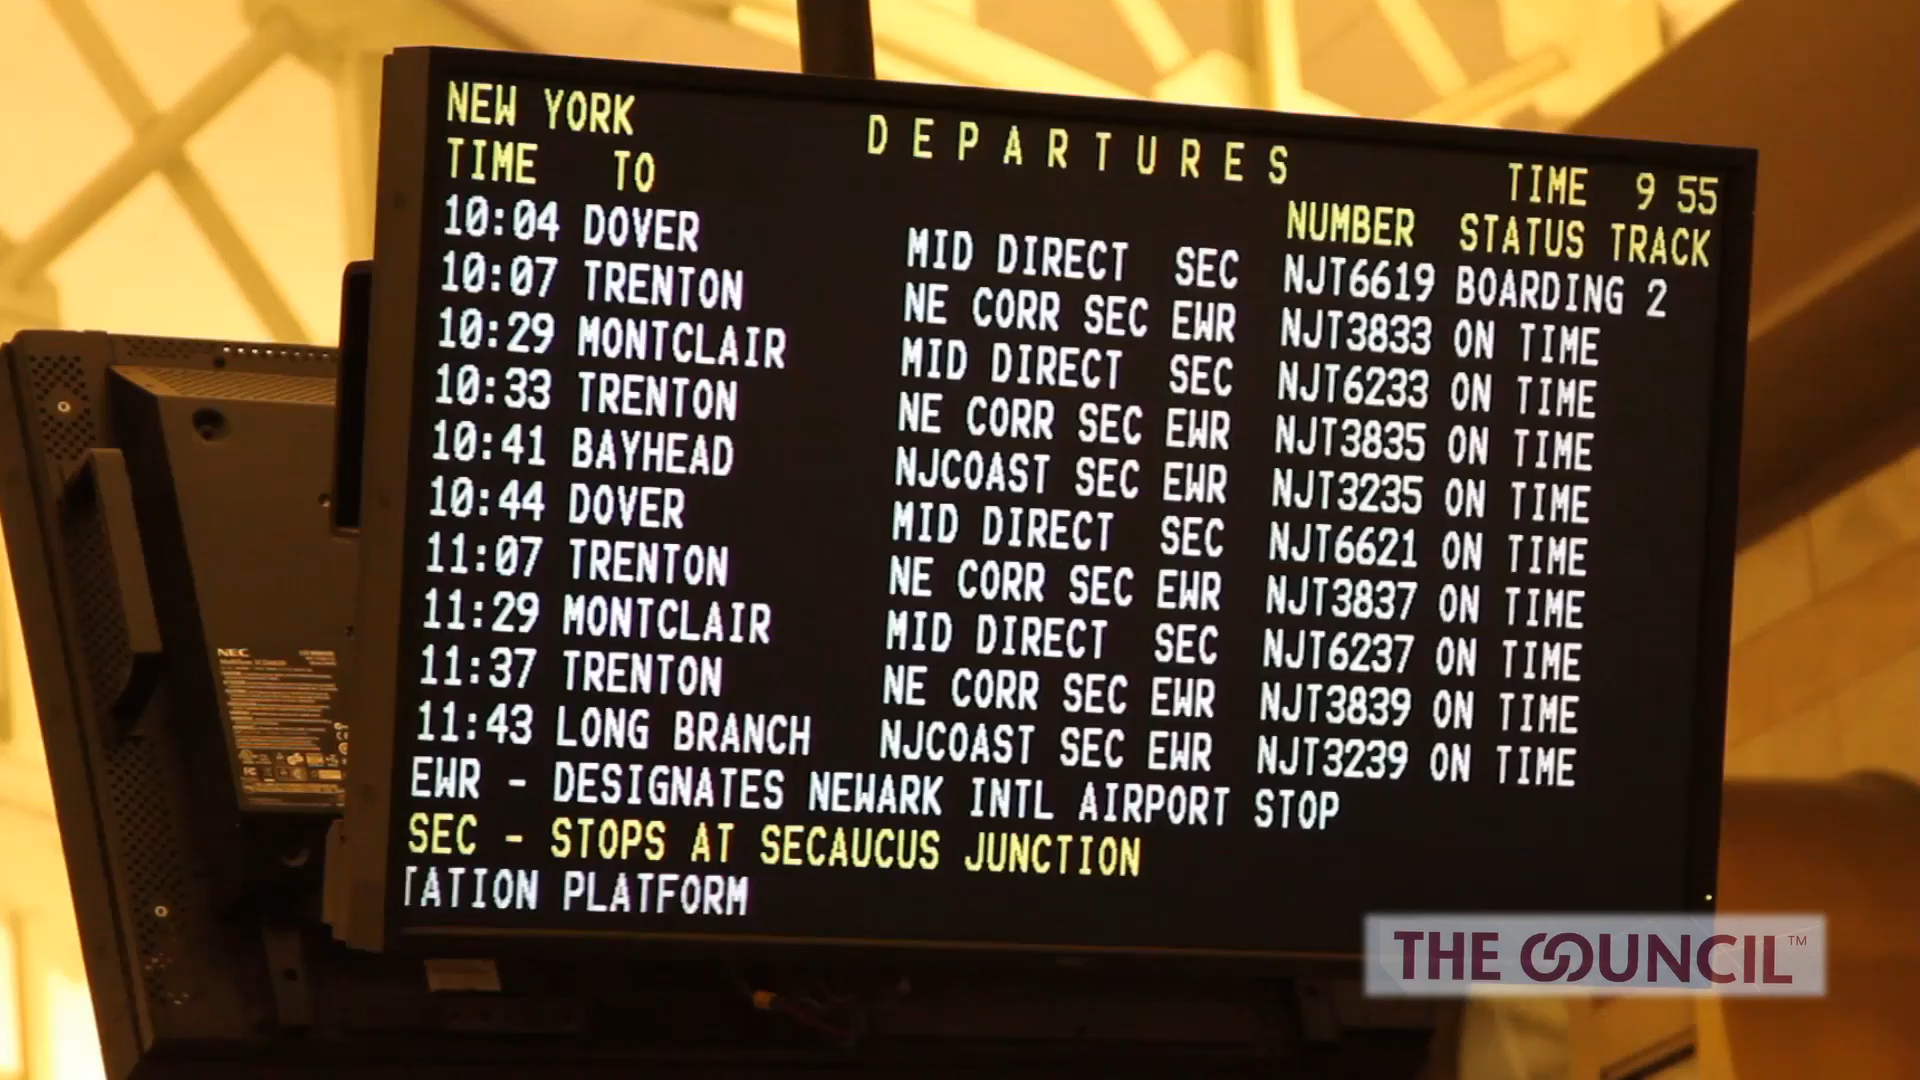 NEW YORK
DEPARTURES
TIME 9 55
TIME TO NUMBER STATUS TRACK
10:04 DOVER MID DIRECT SEC NJT6619 BOARDING 2
10:07 TRENTON NE CORR SEC EWR NJT3833 ON TIME
10:29 MONTCLAIR MID DIRECT SEC NJT6233 ON TIME
10:33 TRENTON NE CORR SEC EWR NJT3835 ON TIME
10:41 BAYHEAD NJCOAST SEC EWR NJT3235 ON TIME
10:44 DOVER MID DIRECT SEC NJT6621 ON TIME
11:07 TRENTON NE CORR SEC EWR NJT3837 ON TIME
11:29 MONTCLAIR MID DIRECT SEC NJT6237 ON TIME
11:37 TRENTON NE CORR SEC EWR NJT3839 ON TIME
11:43 LONG BRANCH NJCOAST SEC EWR NJT3239 ON TIME
EWR - DESIGNATES NEWARK INTL AIRPORT STOP
SEC - STOPS AT SECAUCUS JUNCTION
TATION PLATFORM
NEC
THE COUNCIL™